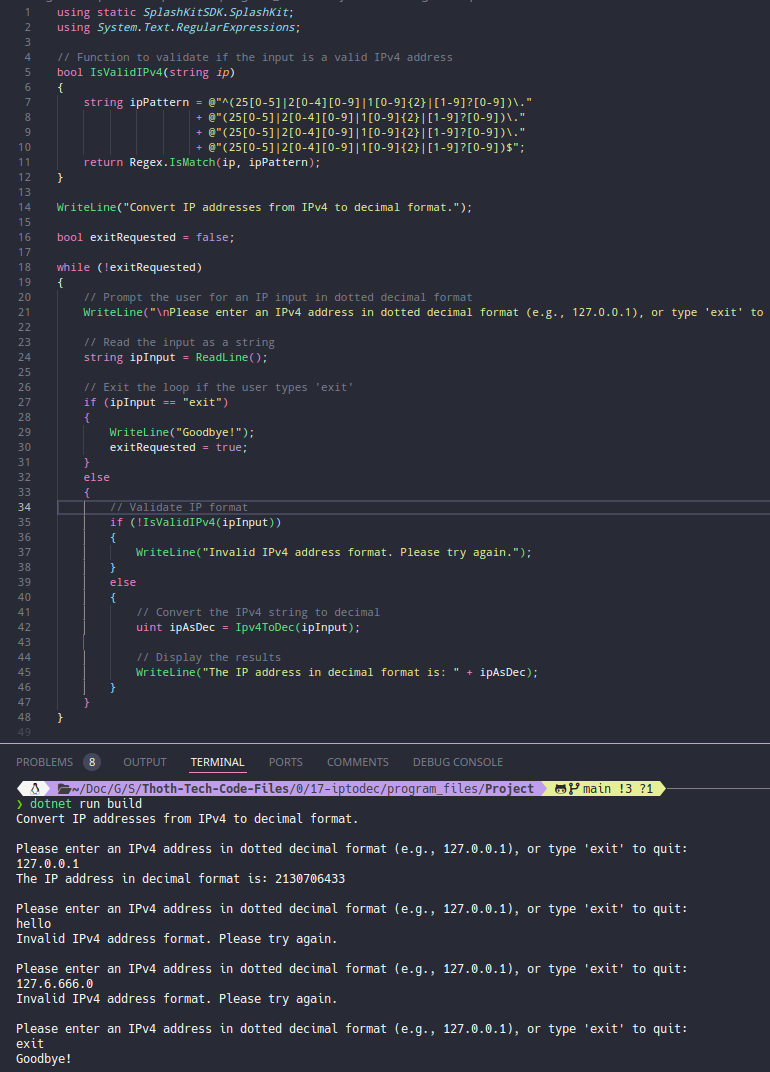 1 using static SplashKitSDK.SplashKit;
2 using System.Text.RegularExpressions;
3
4 // Function to validate if the input is a valid IPv4 address
5 bool IsValidIPv4(string ip)
6 {
7     string ipPattern = @"^(25[0-5]|2[0-4][0-9]|1[0-9]{2}|[1-9]?[0-9])\."
8                      + @"(25[0-5]|2[0-4][0-9]|1[0-9]{2}|[1-9]?[0-9])\."
9                      + @"(25[0-5]|2[0-4][0-9]|1[0-9]{2}|[1-9]?[0-9])\."
10                      + @"(25[0-5]|2[0-4][0-9]|1[0-9]{2}|[1-9]?[0-9])$";
11     return Regex.IsMatch(ip, ipPattern);
12 }
13
14 WriteLine("Convert IP addresses from IPv4 to decimal format.");
15
16 bool exitRequested = false;
17
18 while (!exitRequested)
19 {
20     // Prompt the user for an IP input in dotted decimal format
21     WriteLine("\nPlease enter an IPv4 address in dotted decimal format (e.g., 127.0.0.1), or type 'exit' to
22
23     // Read the input as a string
24     string ipInput = ReadLine();
25
26     // Exit the loop if the user types 'exit'
27     if (ipInput == "exit")
28     {
29         WriteLine("Goodbye!");
30         exitRequested = true;
31     }
32     else
33     {
34         // Validate IP format
35         if (!IsValidIPv4(ipInput))
36         {
37             WriteLine("Invalid IPv4 address format. Please try again.");
38         }
39         else
40         {
41             // Convert the IPv4 string to decimal
42             uint ipAsDec = Ipv4ToDec(ipInput);
43
44             // Display the results
45             WriteLine("The IP address in decimal format is: " + ipAsDec);
46         }
47     }
48 }
49
PROBLEMS 8 OUTPUT TERMINAL PORTS COMMENTS DEBUG CONSOLE
~/Doc/G/S/Thoth-Tech-Code-Files/0/17-iptodec/program_files/Project main !3 ?1
❯ dotnet run build
Convert IP addresses from IPv4 to decimal format.

Please enter an IPv4 address in dotted decimal format (e.g., 127.0.0.1), or type 'exit' to quit:
127.0.0.1
The IP address in decimal format is: 2130706433

Please enter an IPv4 address in dotted decimal format (e.g., 127.0.0.1), or type 'exit' to quit:
hello
Invalid IPv4 address format. Please try again.

Please enter an IPv4 address in dotted decimal format (e.g., 127.0.0.1), or type 'exit' to quit:
127.6.666.0
Invalid IPv4 address format. Please try again.

Please enter an IPv4 address in dotted decimal format (e.g., 127.0.0.1), or type 'exit' to quit:
exit
Goodbye!